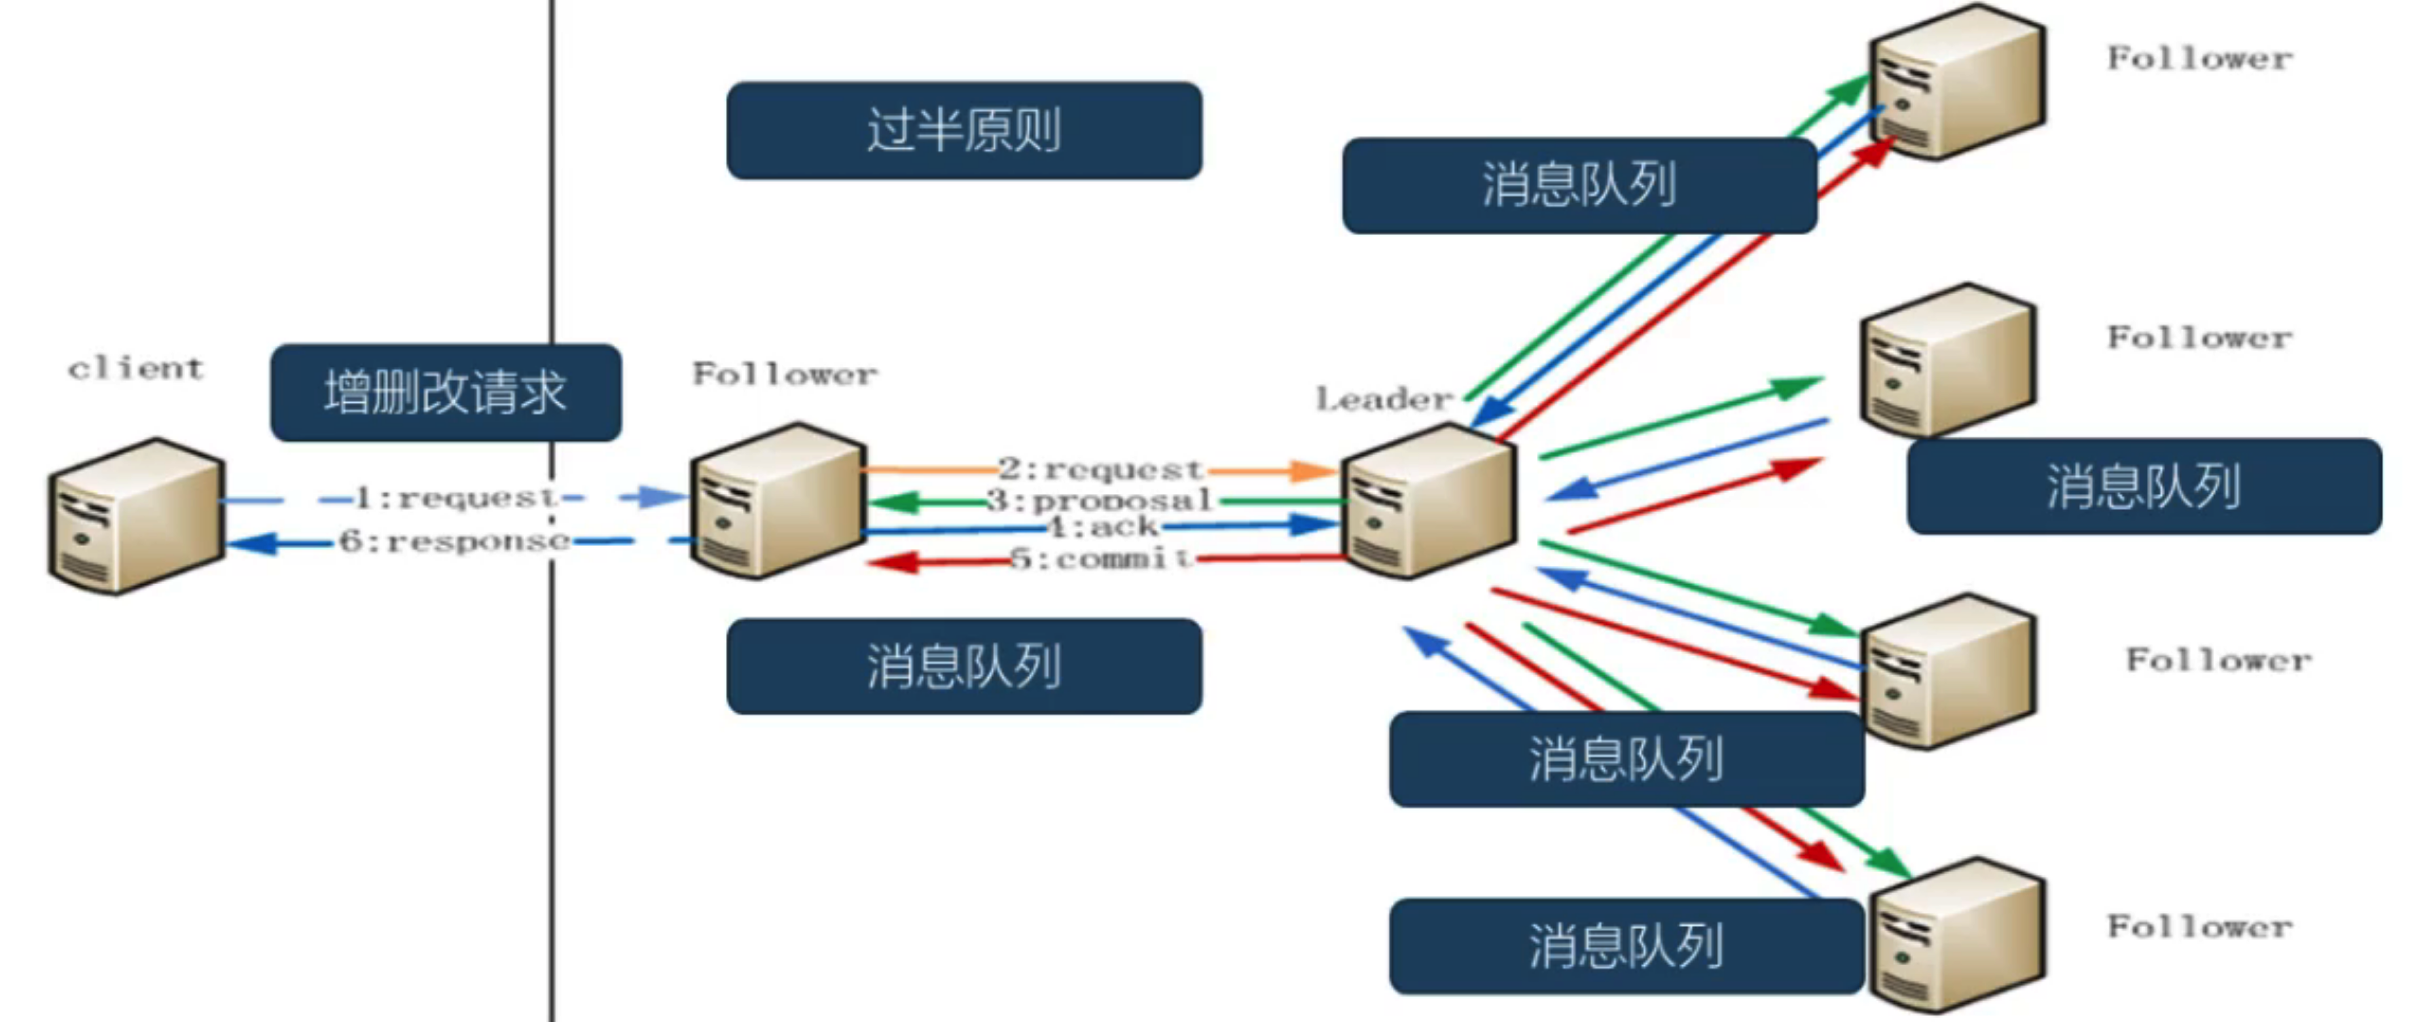 Follower
过半原则
消息队列
Follower
client
增删改请求
Follower
Leader
消息队列
1:request
2:request
3:proposal
4:ack
6:response
5:commit
消息队列
Follower
消息队列
Follower
消息队列